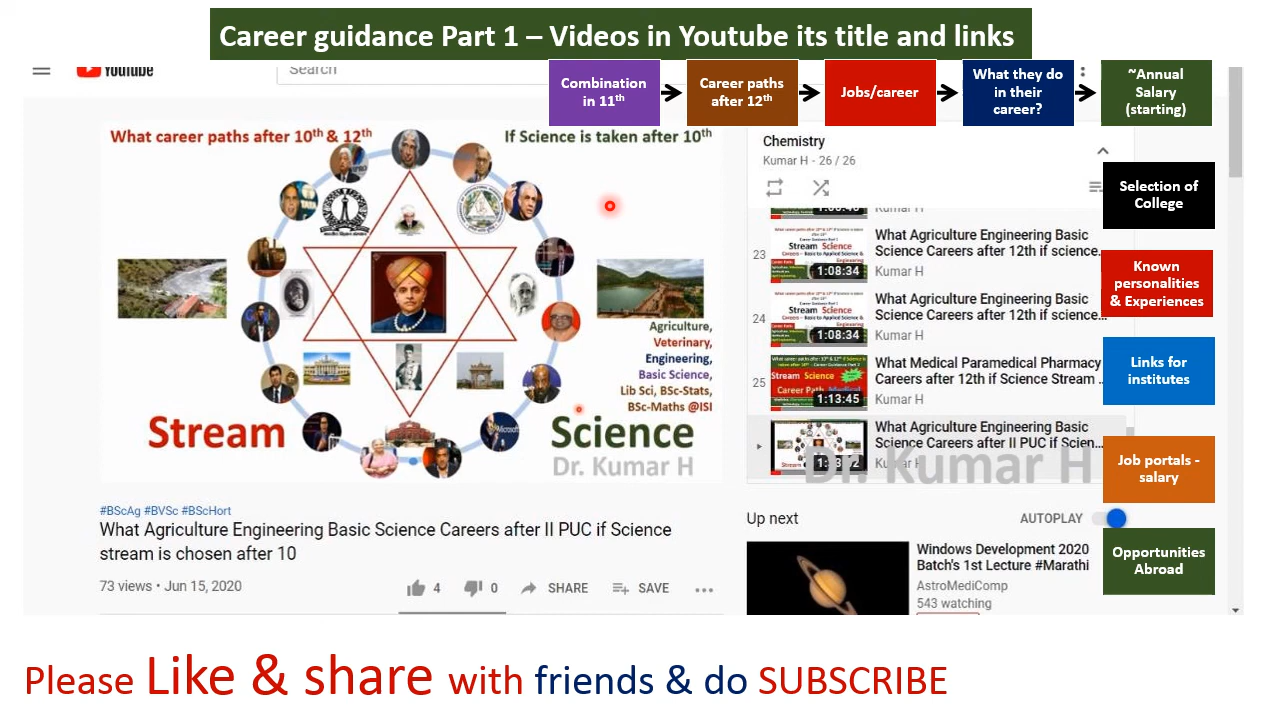 Career guidance Part 1 – Videos in Youtube its title and links
YouTube
Search
Combination
in 11th
Career paths
after 12th
Jobs/career
What they do
in their
career?
~Annual
Salary
(starting)
What career paths after 10th & 12th
If Science is taken after 10th
Agriculture,
Veterinary,
Engineering,
Basic Science,
Lib Sci, BSc-Stats,
BSc-Maths @ISI
Stream
Science
Dr. Kumar H
#BScAg #BVSc #BScHort
What Agriculture Engineering Basic Science Careers after II PUC if Science
stream is chosen after 10
73 views • Jun 15, 2020
4
0
SHARE
SAVE
Chemistry
Kumar H - 26 / 26
Kumar H
23
Stream Science
1:08:34
What Agriculture Engineering Basic
Science Careers after 12th if science...
Kumar H
24
Stream Science
1:08:34
What Agriculture Engineering Basic
Science Careers after 12th if science...
Kumar H
25
Stream Science
1:13:45
What Medical Paramedical Pharmacy
Careers after 12th if Science Stream ...
Kumar H
What Agriculture Engineering Basic
Science Careers after II PUC if Scien...
Dr. Kumar H
Up next
AUTOPLAY
Windows Development 2020
Batch's 1st Lecture #Marathi
AstroMediComp
543 watching
Selection of
College
Known
personalities
& Experiences
Links for
institutes
Job portals -
salary
Opportunities
Abroad
Please Like & share with friends & do SUBSCRIBE